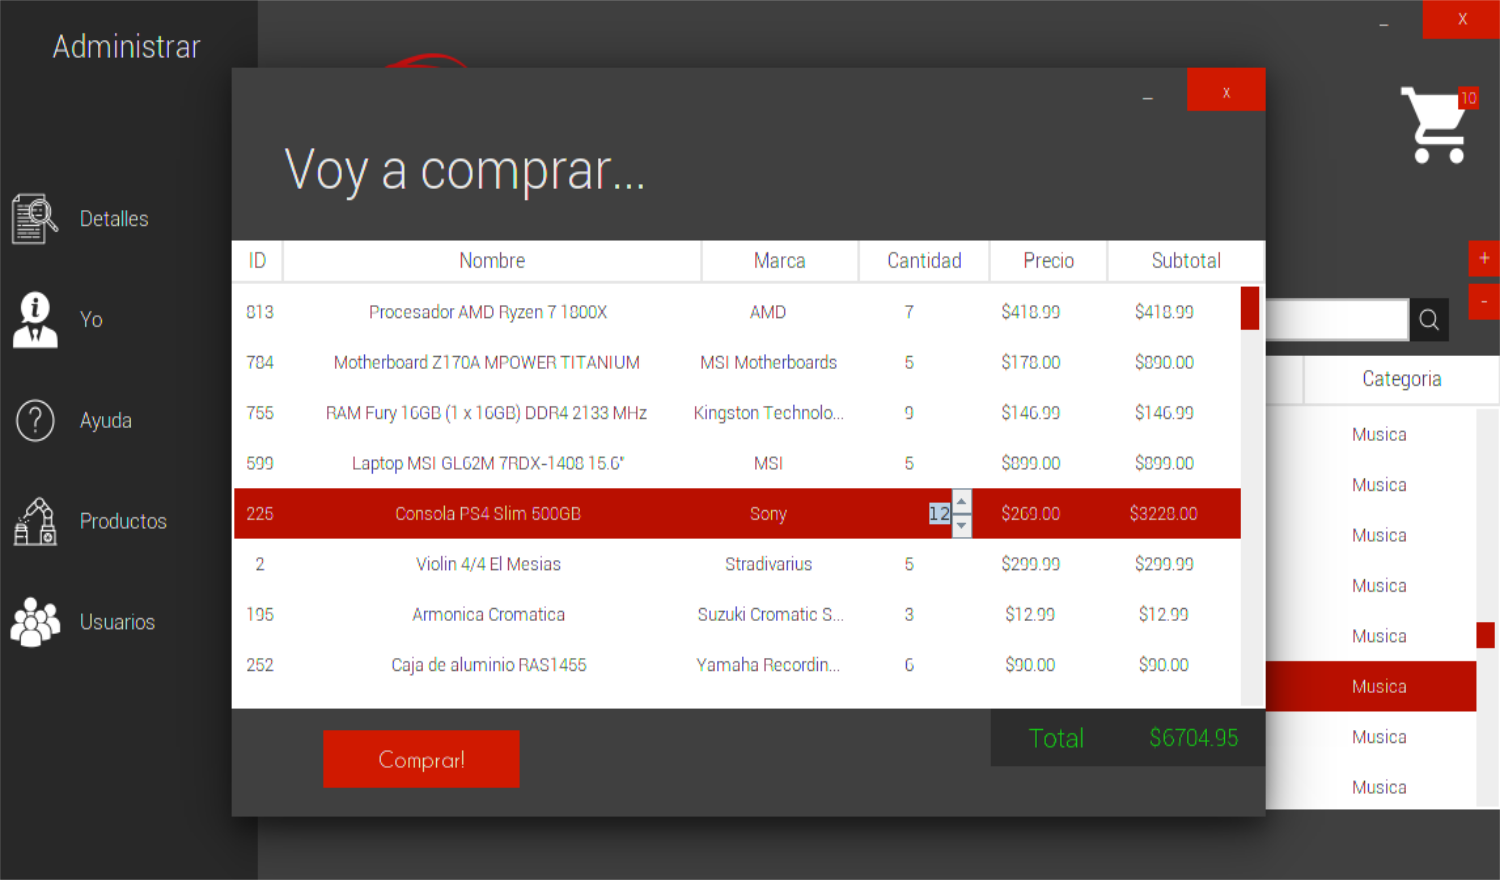 Administrar
_ X
10
_ X
Voy a comprar...
Detalles
Yo
Ayuda
Productos
Usuarios
ID Nombre Marca Cantidad Precio Subtotal
813 Procesador AMD Ryzen 7 1800X AMD 7 $418.99 $418.99
784 Motherboard Z170A MPOWER TITANIUM MSI Motherboards 5 $178.00 $890.00
755 RAM Fury 16GB (1 x 16GB) DDR4 2133 MHz Kingston Technolo... 9 $146.99 $146.99
599 Laptop MSI GL62M 7RDX-1408 15.6" MSI 5 $899.00 $899.00
225 Consola PS4 Slim 500GB Sony 12 $269.00 $3228.00
2 Violin 4/4 El Mesias Stradivarius 5 $299.99 $299.99
195 Armonica Cromatica Suzuki Cromatic S... 3 $12.99 $12.99
252 Caja de aluminio RAS1455 Yamaha Recordin... 6 $90.00 $90.00
Comprar!
Total $6704.95
+
-
Categoria
Musica
Musica
Musica
Musica
Musica
Musica
Musica
Musica